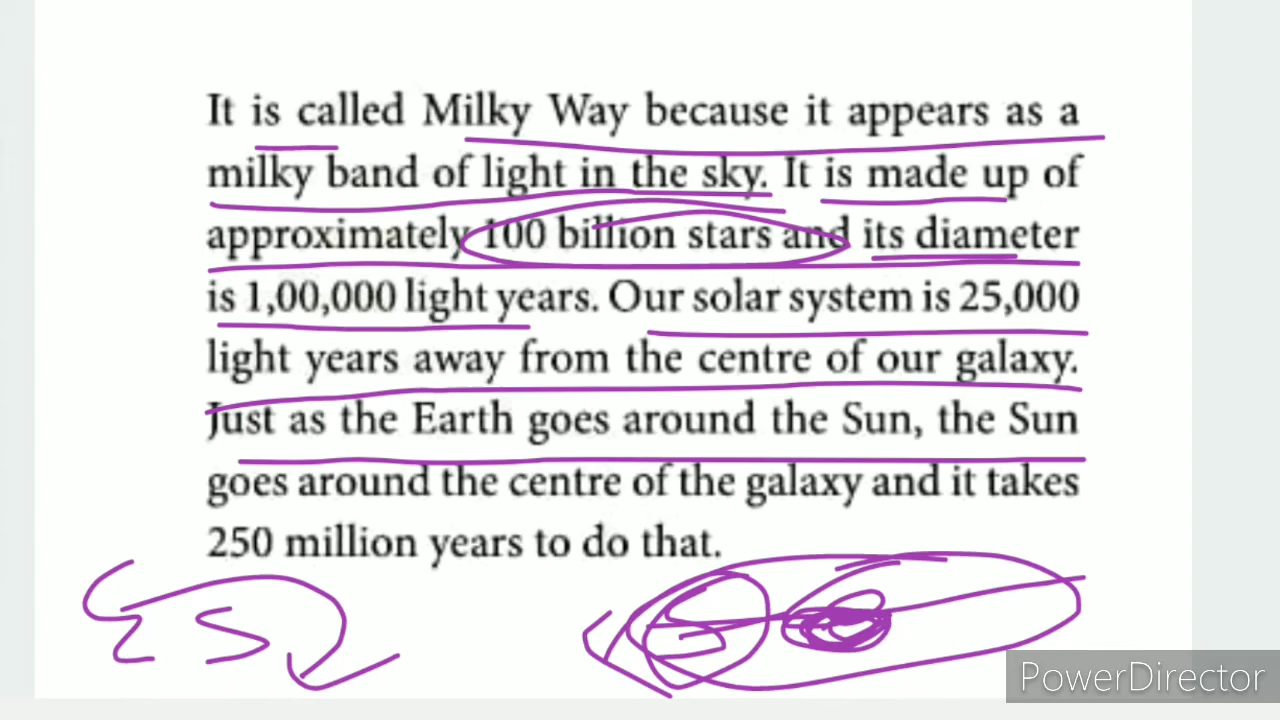 It is called Milky Way because it appears as a
milky band of light in the sky. It is made up of
approximately 100 billion stars and its diameter
is 1,00,000 light years. Our solar system is 25,000
light years away from the centre of our galaxy.
Just as the Earth goes around the Sun, the Sun
goes around the centre of the galaxy and it takes
250 million years to do that.
PowerDirector